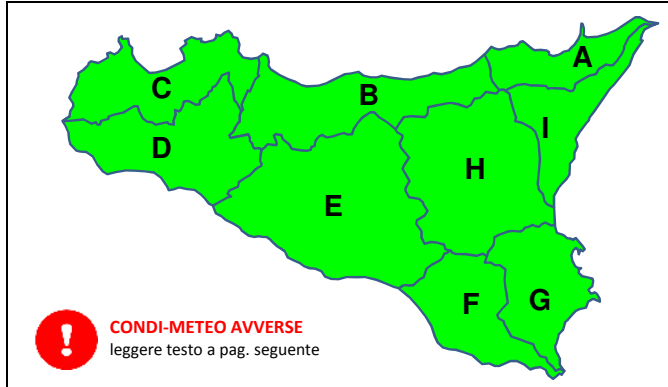 A
C
B
I
D
H
E
F
G
! CONDI-METEO AVVERSE
leggere testo a pag. seguente